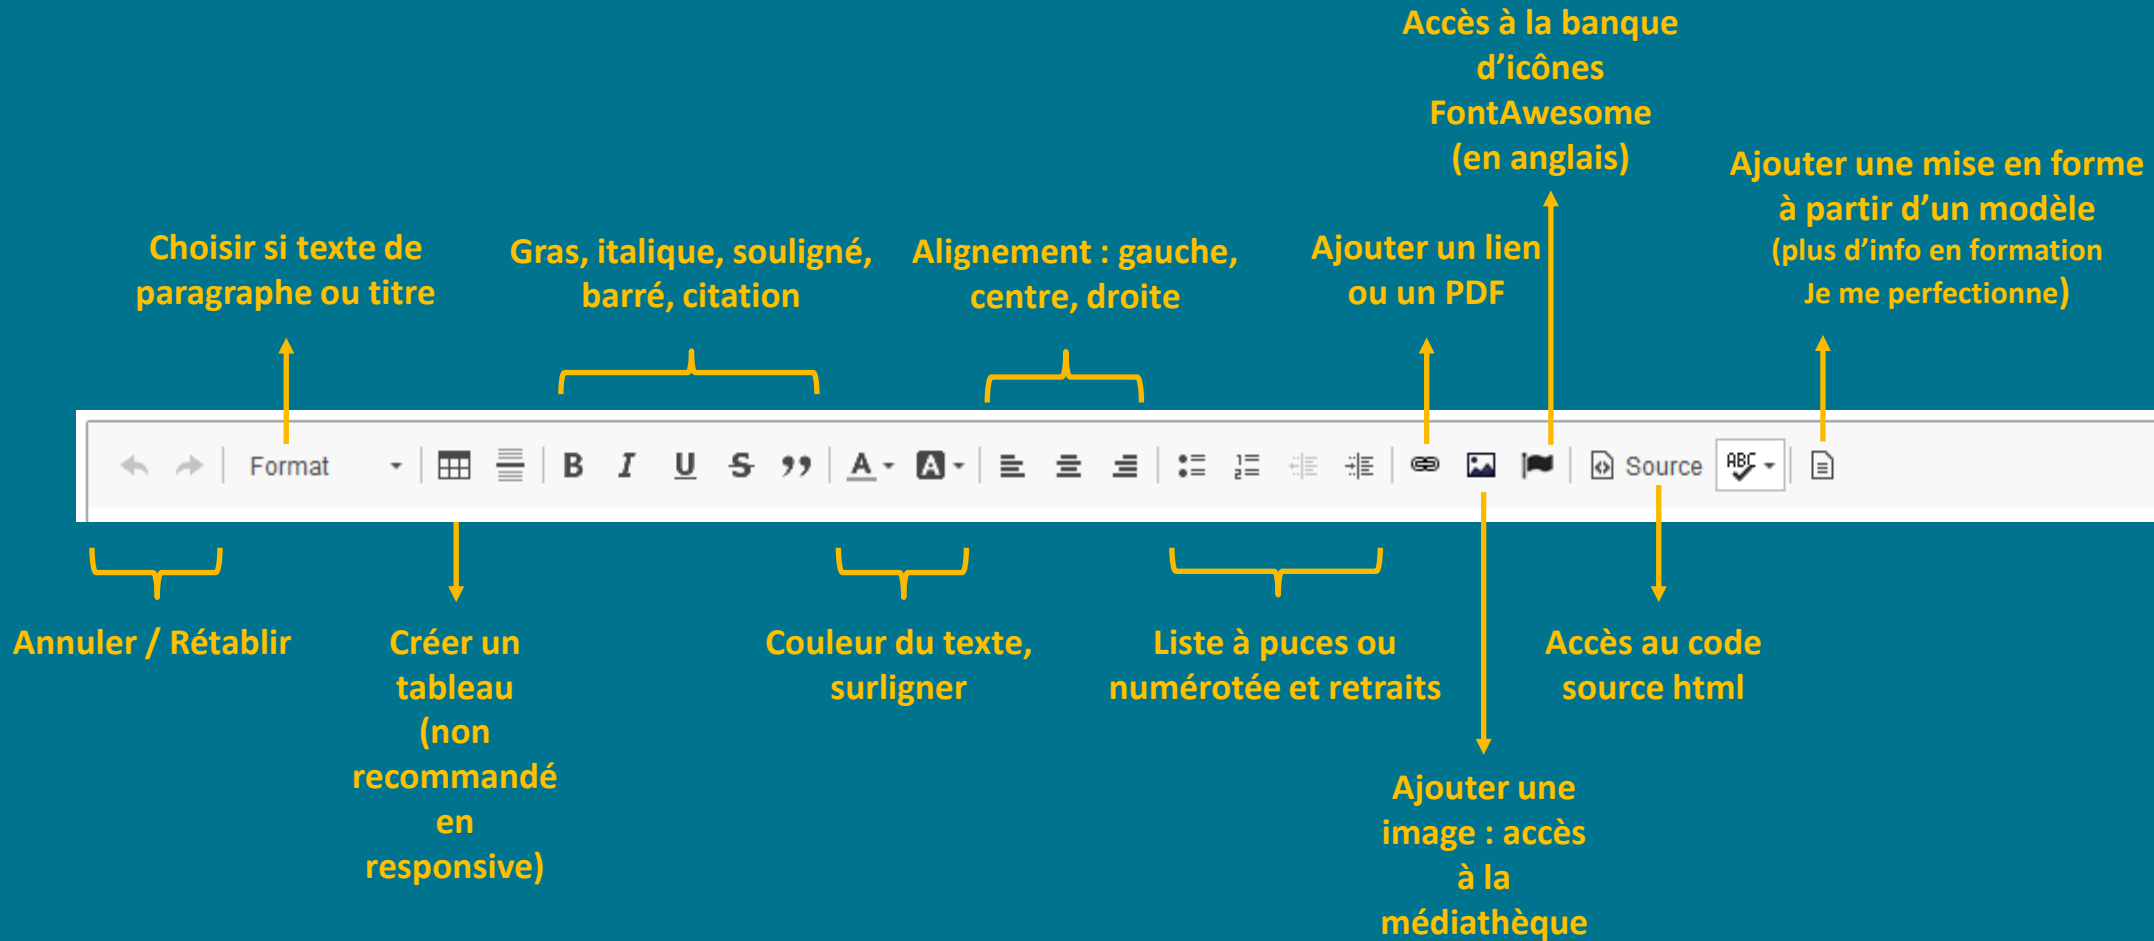 Accès à la banque
d’icônes
FontAwesome
(en anglais)
Ajouter une mise en forme
à partir d’un modèle
(plus d’info en formation
Je me perfectionne)
Choisir si texte de
paragraphe ou titre
Gras, italique, souligné,
barré, citation
Alignement : gauche,
centre, droite
Ajouter un lien
ou un PDF
Format B I U S ,, A A Source ABC
Annuler / Rétablir
Créer un
tableau
(non
recommandé
en
responsive)
Couleur du texte,
surligner
Liste à puces ou
numérotée et retraits
Accès au code
source html
Ajouter une
image : accès
à la
médiathèque